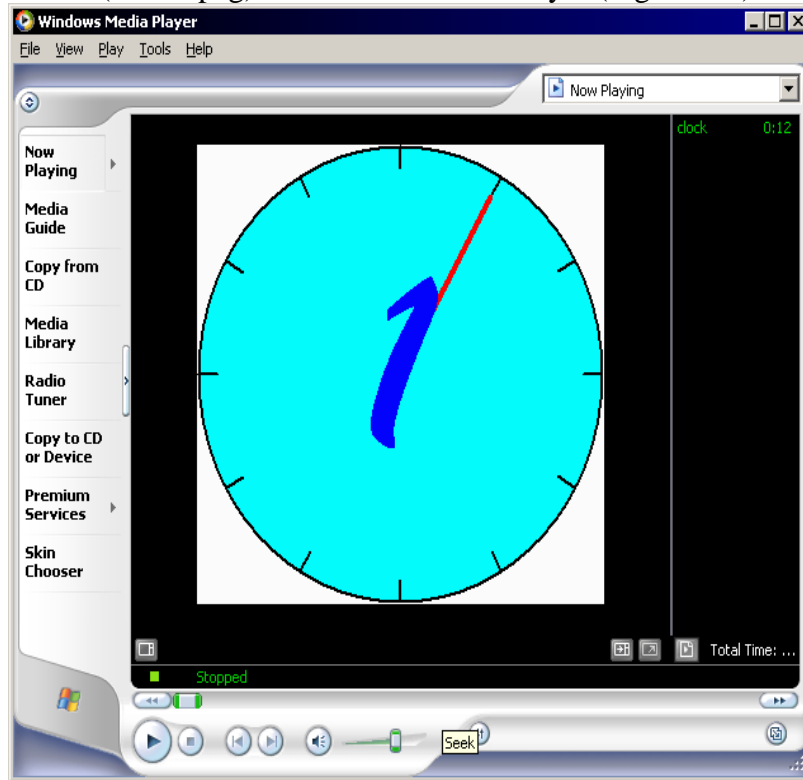 Windows Media Player
File View Play Tools Help
Now Playing
clock 0:12
Now
Playing
Media
Guide
Copy from
CD
Media
Library
Radio
Tuner
Copy to CD
or Device
Premium
Services
Skin
Chooser
1
Total Time: ...
Stopped
Seek